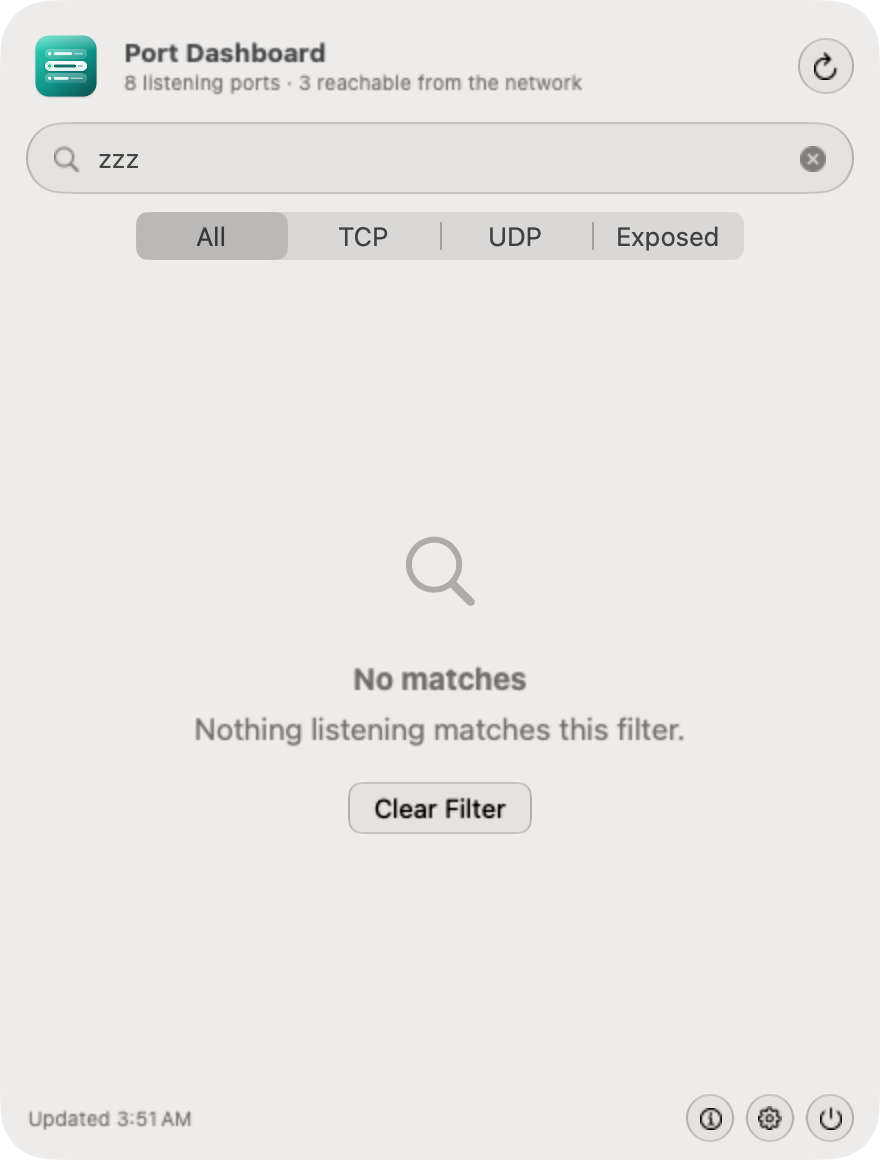 Port Dashboard
8 listening ports · 3 reachable from the network
zzz
All TCP UDP Exposed
No matches
Nothing listening matches this filter.
Clear Filter
Updated 3:51 AM